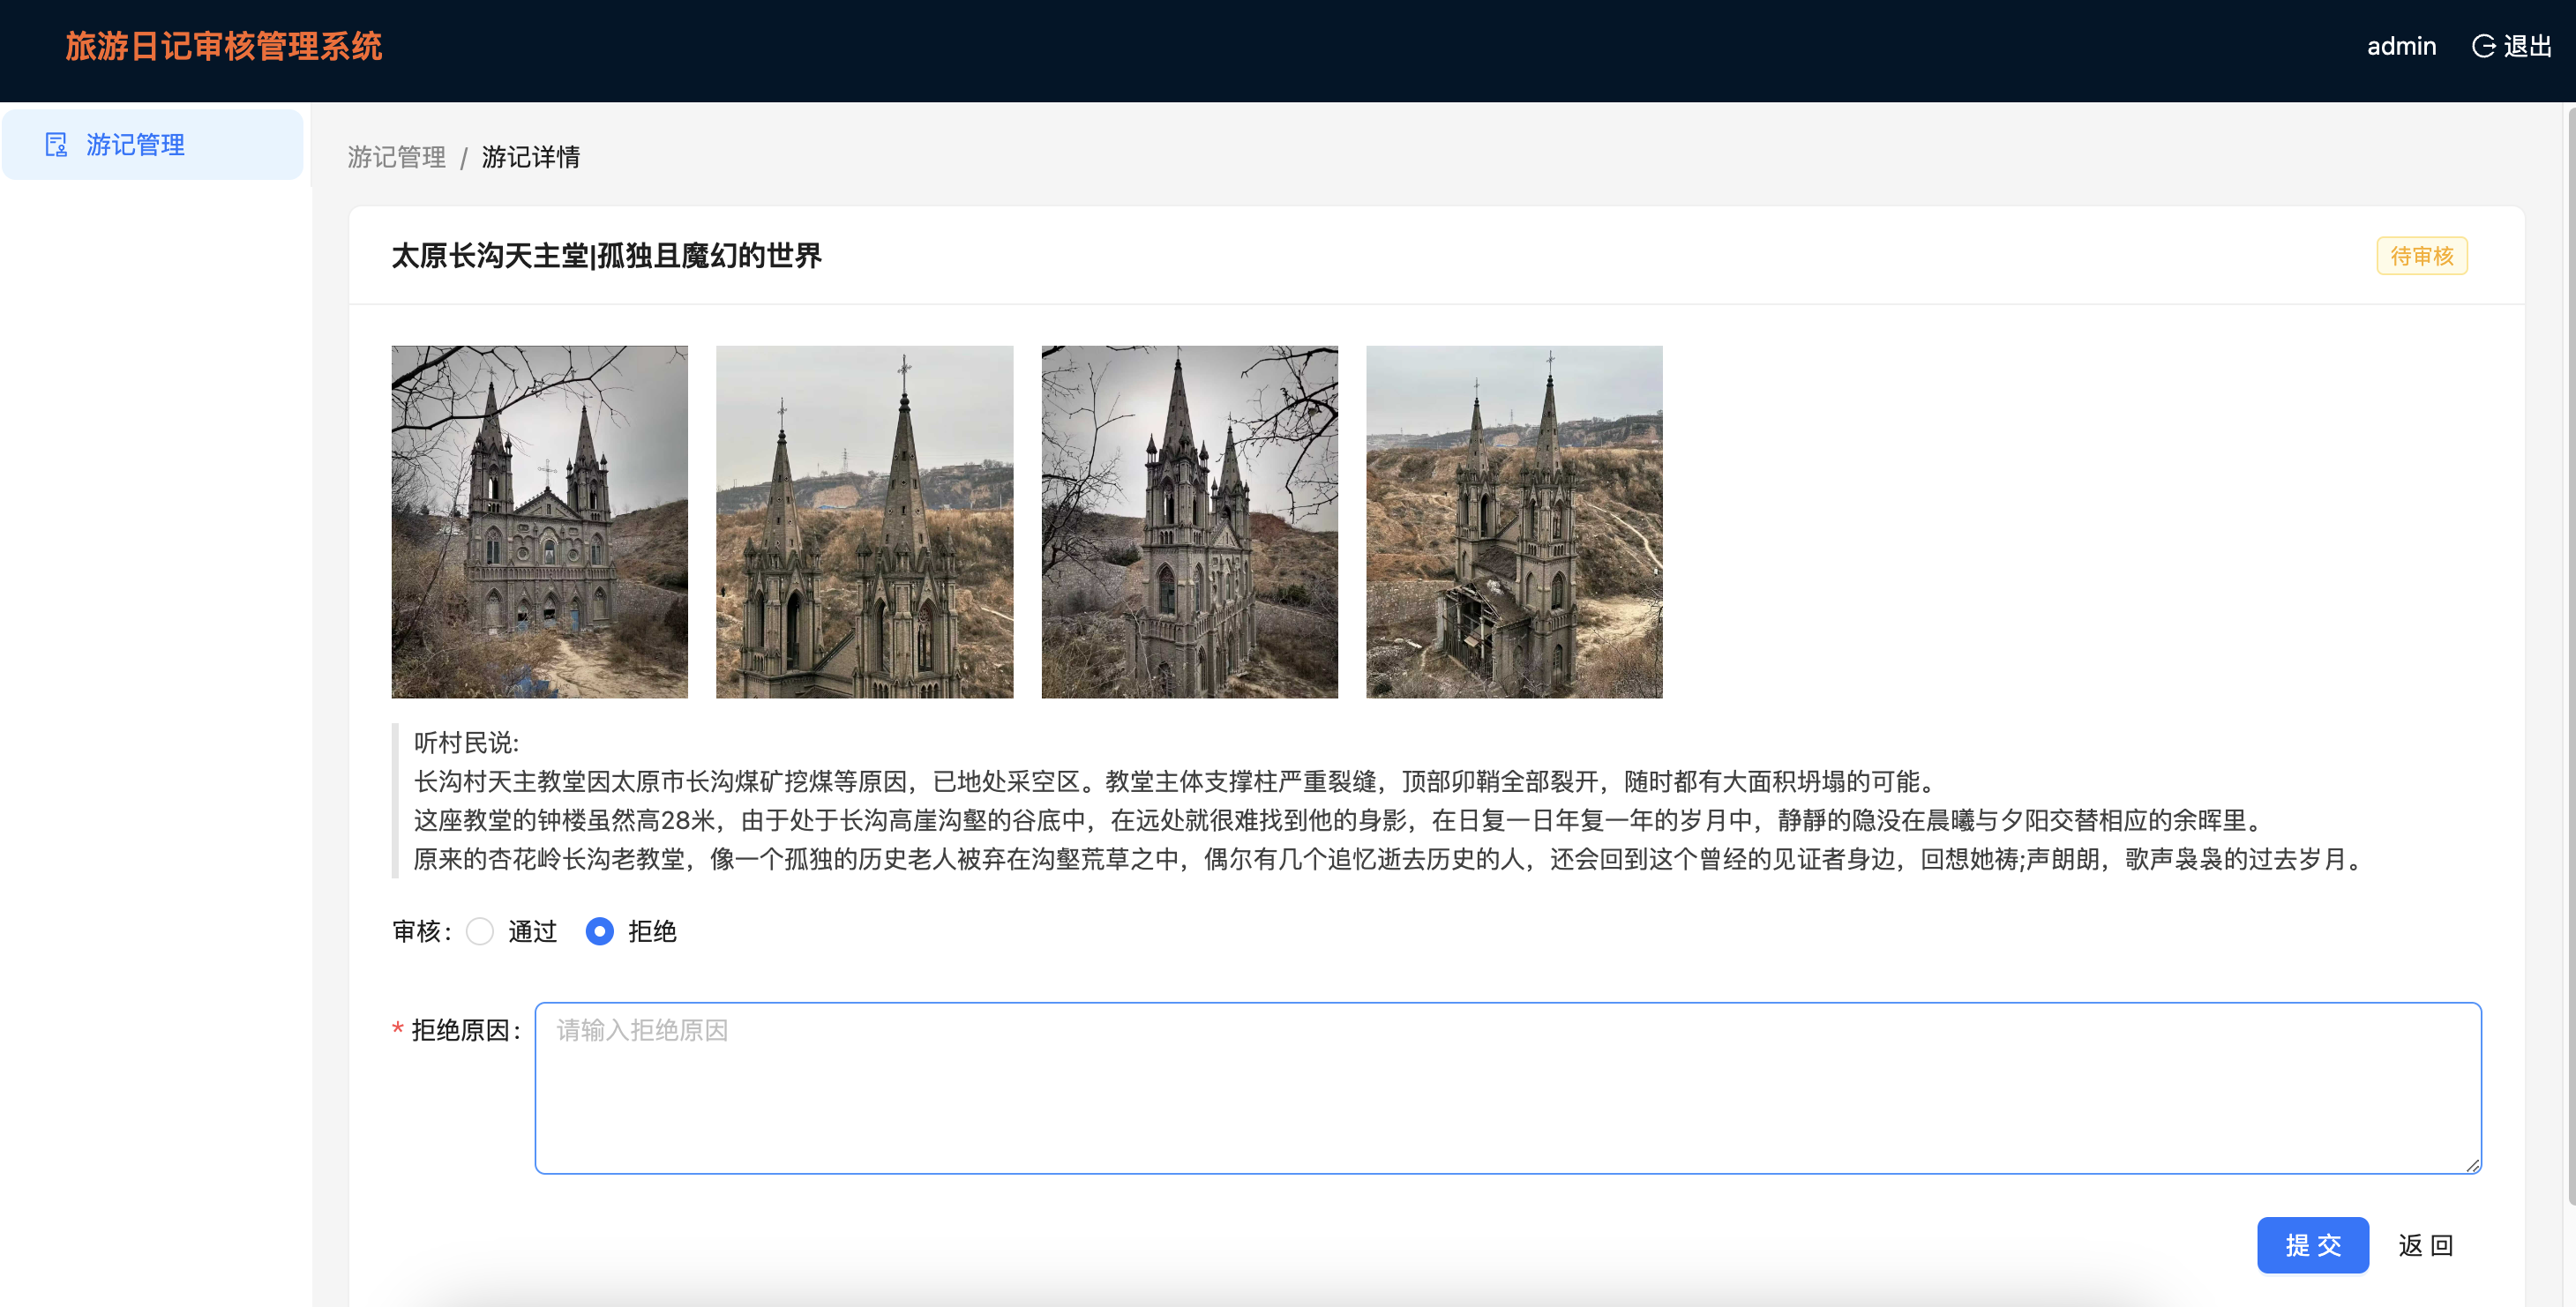 旅游日记审核管理系统
admin 退出
游记管理
游记管理 / 游记详情
太原长沟天主堂|孤独且魔幻的世界
待审核
听村民说:
长沟村天主教堂因太原市长沟煤矿挖煤等原因，已地处采空区。教堂主体支撑柱严重裂缝，顶部卯鞘全部裂开，随时都有大面积坍塌的可能。
这座教堂的钟楼虽然高28米，由于处于长沟高崖沟壑的谷底中，在远处就很难找到他的身影，在日复一日年复一年的岁月中，静靜的隐没在晨曦与夕阳交替相应的余晖里。
原来的杏花岭长沟老教堂，像一个孤独的历史老人被弃在沟壑荒草之中，偶尔有几个追忆逝去历史的人，还会回到这个曾经的见证者身边，回想她祷;声朗朗，歌声袅袅的过去岁月。
审核: 通过 拒绝
* 拒绝原因: 请输入拒绝原因
提 交 返 回